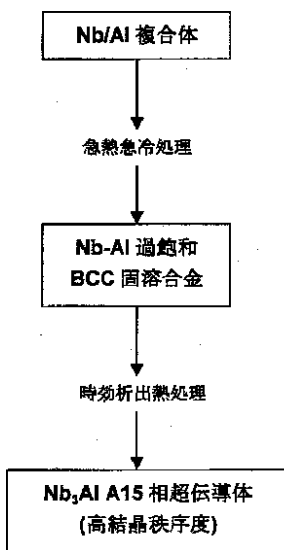 Nb/Al 複合体
急熱急冷処理
Nb-Al 過飽和
BCC 固溶合金
時効析出熱処理
Nb₃Al A15 相超伝導体
(高結晶秩序度)